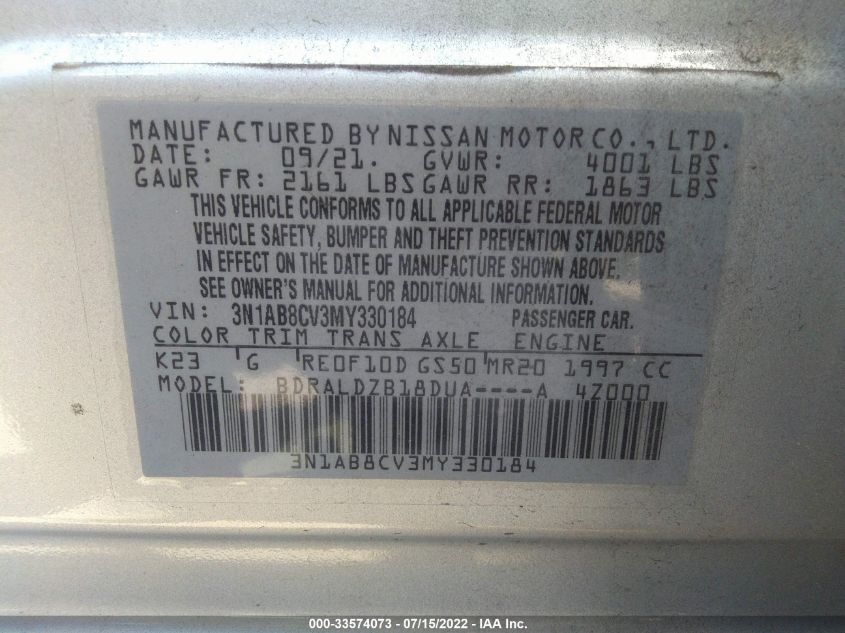 MANUFACTURED BY NISSAN MOTOR CO., LTD.
DATE: 09/21. GVWR: 4001 LBS
GAWR FR: 2161 LBS GAWR RR: 1863 LBS
THIS VEHICLE CONFORMS TO ALL APPLICABLE FEDERAL MOTOR
VEHICLE SAFETY, BUMPER AND THEFT PREVENTION STANDARDS
IN EFFECT ON THE DATE OF MANUFACTURE SHOWN ABOVE.
SEE OWNER'S MANUAL FOR ADDITIONAL INFORMATION.
VIN: 3N1AB8CV3MY330184 PASSENGER CAR.
COLOR TRIM TRANS AXLE ENGINE
K23 G RE0F10D GS50 MR20 1997 CC
MODEL: BDRALDZB18DUA----A 4Z000
3N1AB8CV3MY330184
000-33574073 - 07/15/2022 - IAA Inc.